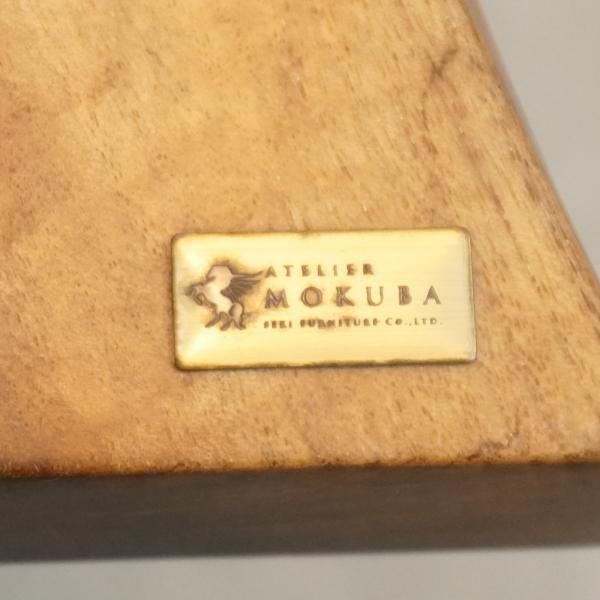 ATELIER
MOKUBA
SEKI FURNITURE CO.,LTD.